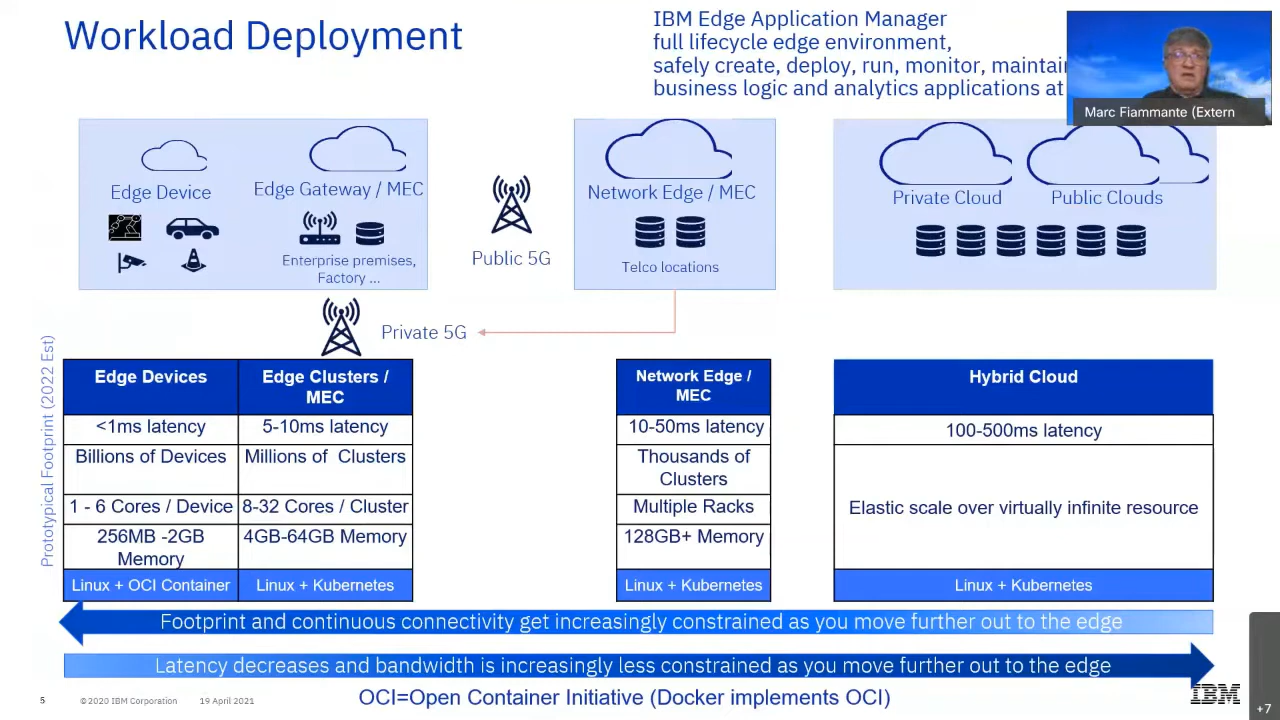 Workload Deployment
IBM Edge Application Manager
full lifecycle edge environment,
safely create, deploy, run, monitor, maintain
business logic and analytics applications at
Marc Fiammante (Extern
Edge Device
Edge Gateway / MEC
Enterprise premises,
Factory ...
Public 5G
Network Edge / MEC
Telco locations
Private Cloud
Public Clouds
Private 5G
Prototypical Footprint (2022 Est)
Edge Devices
Edge Clusters /
MEC
Network Edge /
MEC
Hybrid Cloud
<1ms latency
5-10ms latency
10-50ms latency
100-500ms latency
Billions of Devices
Millions of Clusters
Thousands of
Clusters
Elastic scale over virtually infinite resource
1 - 6 Cores / Device
8-32 Cores / Cluster
Multiple Racks
256MB -2GB
Memory
4GB-64GB Memory
128GB+ Memory
Linux + OCI Container
Linux + Kubernetes
Linux + Kubernetes
Linux + Kubernetes
Footprint and continuous connectivity get increasingly constrained as you move further out to the edge
Latency decreases and bandwidth is increasingly less constrained as you move further out to the edge
5
©2020 IBM Corporation
19 April 2021
OCI=Open Container Initiative (Docker implements OCI)
IBM
+7